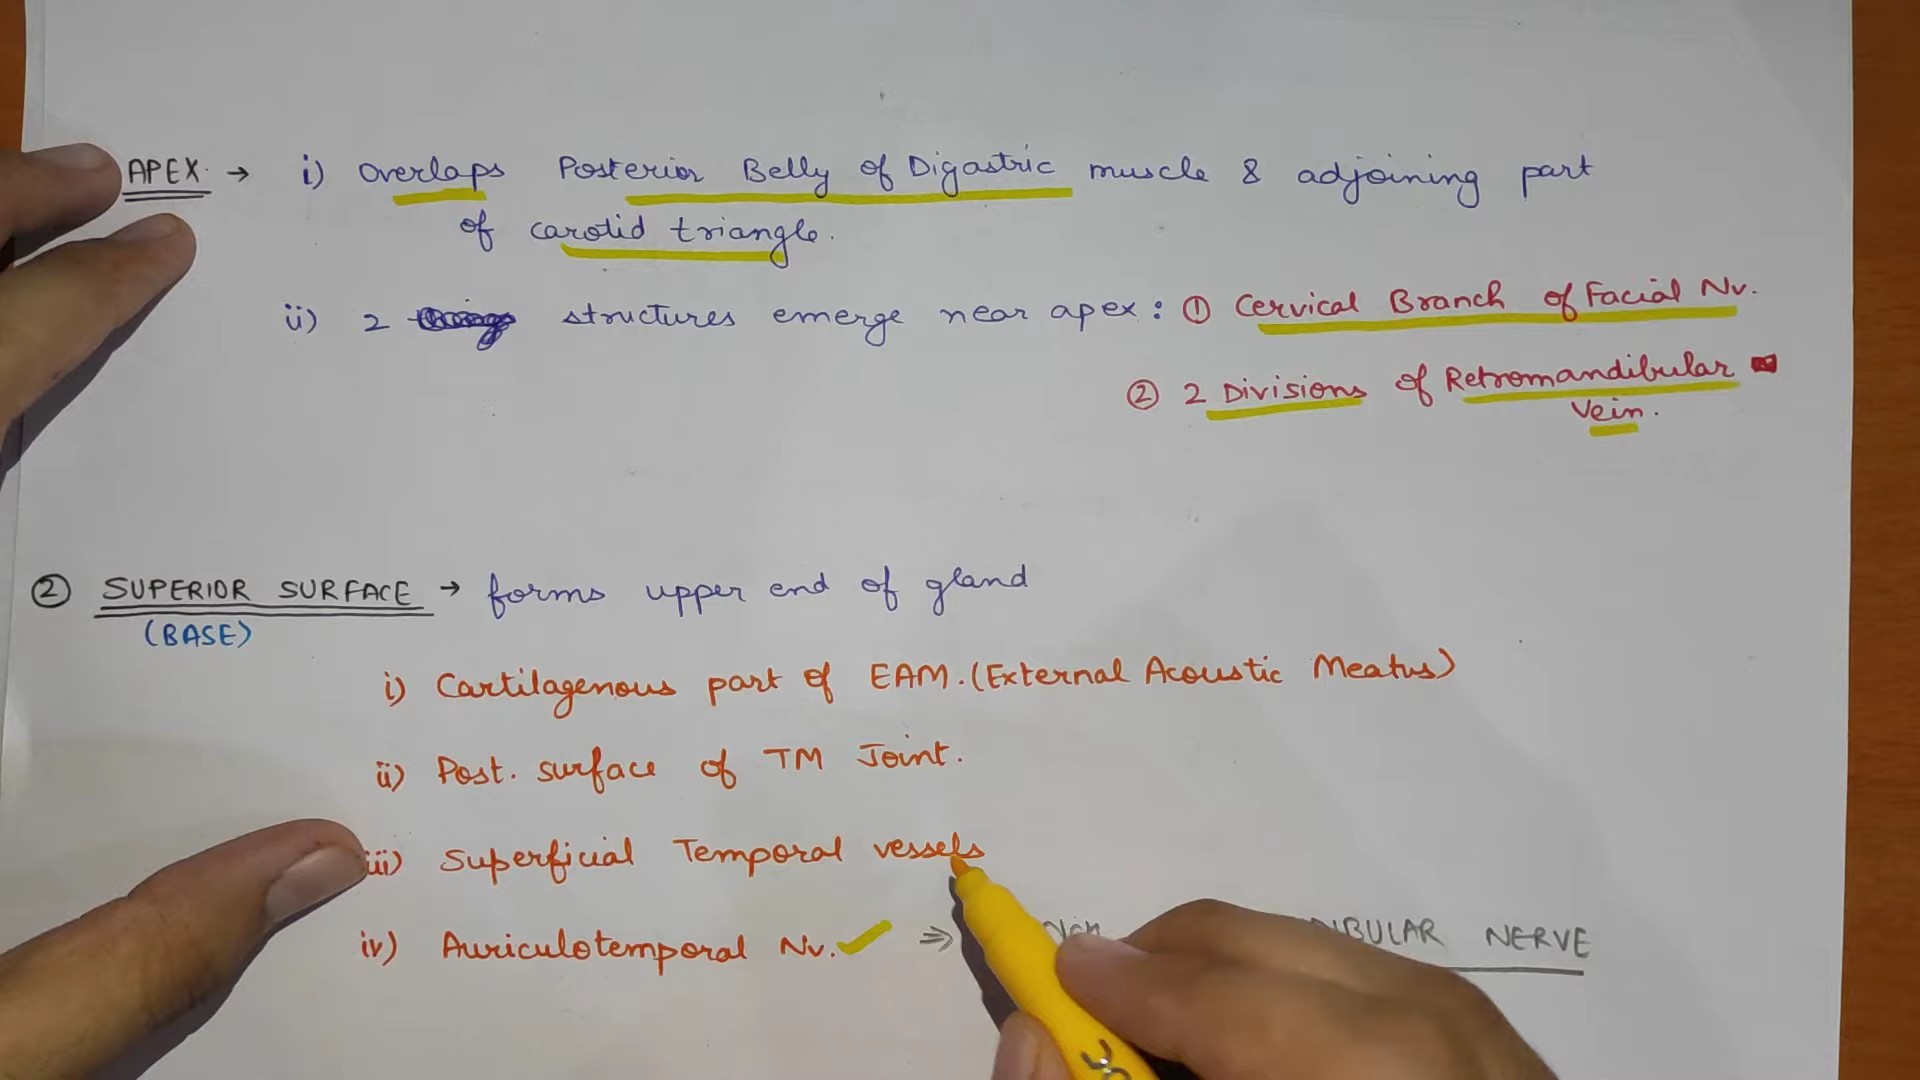 APEX. → i) Overlaps Posterior Belly of Digastric muscle & adjoining part
of carotid triangle.
ii) 2 structures emerge near apex: ① Cervical Branch of Facial Nv.
② 2 Divisions of Retromandibular
Vein.
② SUPERIOR SURFACE → forms upper end of gland
(BASE)
i) Cartilagenous part of EAM. (External Acoustic Meatus)
ii) Post. surface of TM Joint.
iii) Superficial Temporal vessels
iv) Auriculotemporal Nv. ✓ ⇒ NERVE